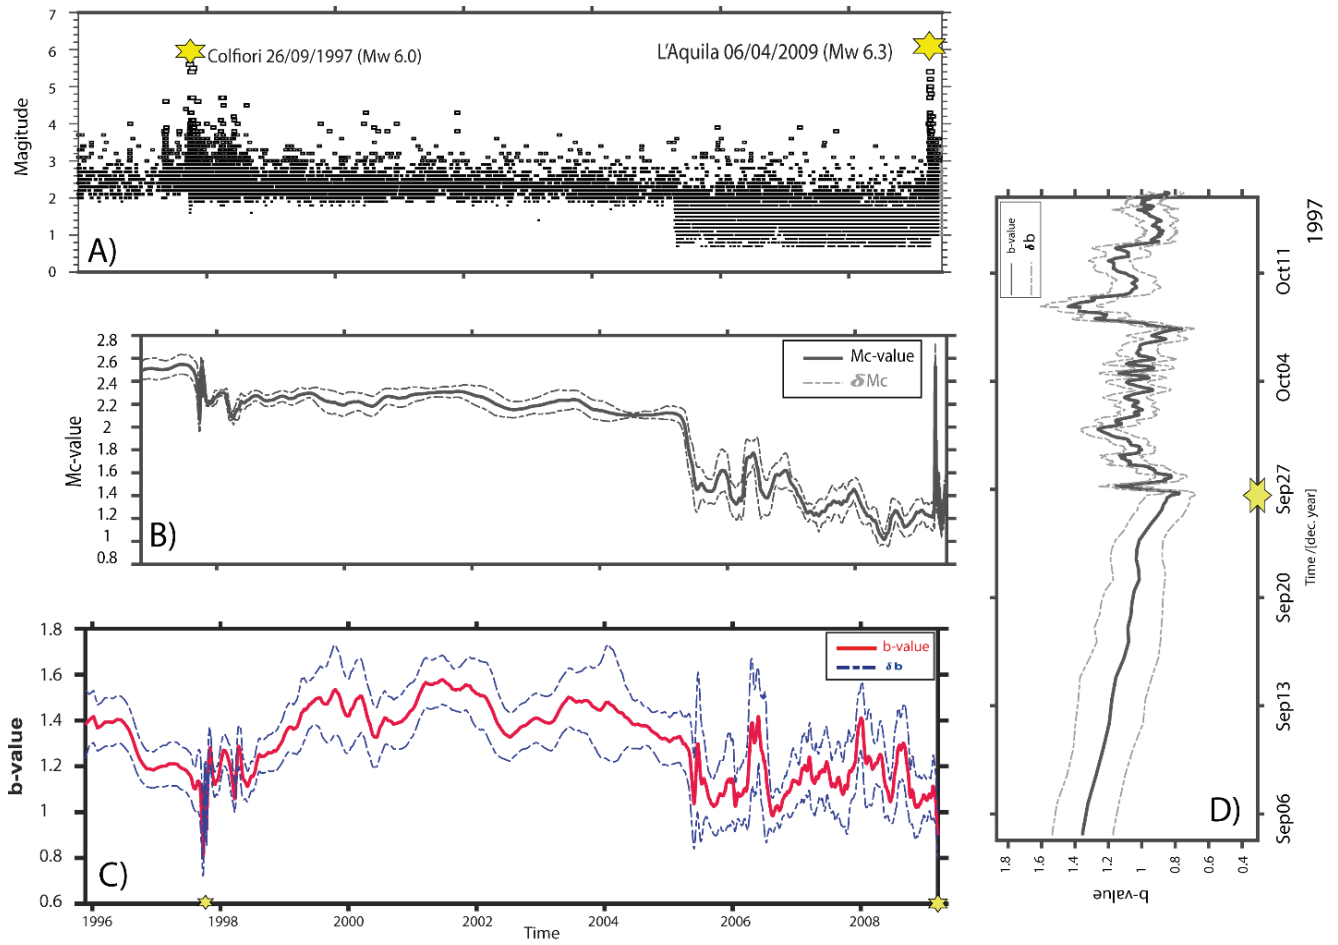 7
6
5
4
3
2
1
0
Magnitude
Colfiori 26/09/1997 (Mw 6.0)
L'Aquila 06/04/2009 (Mw 6.3)
A)
2.8
2.6
2.4
2.2
2
1.8
1.6
1.4
1.2
1
0.8
Mc-value
Mc-value
δMc
B)
1.8
1.6
1.4
1.2
1
0.8
0.6
b-value
b-value
δb
C)
1996
1998
2000
2002
2004
2006
2008
Time
b-value
δb
1997
Oct11
Oct04
Sep27
Sep20
Sep13
Sep06
Time /[dec. year]
D)
1.8
1.6
1.4
1.2
1
0.8
0.6
0.4
b-value